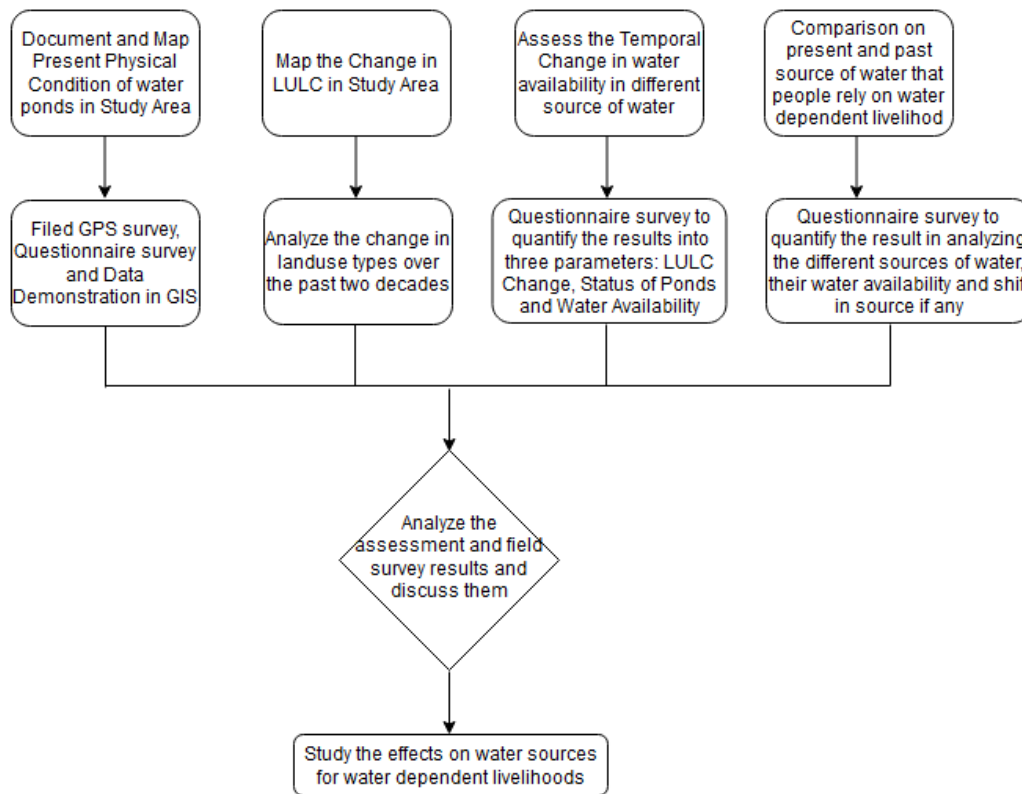 Document and Map
Present Physical
Condition of water
ponds in Study Area
Map the Change in
LULC in Study Area
Assess the Temporal
Change in water
availability in different
source of water
Comparison on
present and past
source of water that
people rely on water
dependent livelihod
Filed GPS survey,
Questionnaire survey
and Data
Demonstration in GIS
Analyze the change in
landuse types over
the past two decades
Questionnaire survey to
quantify the results into
three parameters: LULC
Change, Status of Ponds
and Water Availability
Questionnaire survey to
quantify the result in analyzing
the different sources of water,
their water availability and shif
in source if any
Analyze the
assessment and field
survey results and
discuss them
Study the effects on water sources
for water dependent livelihoods